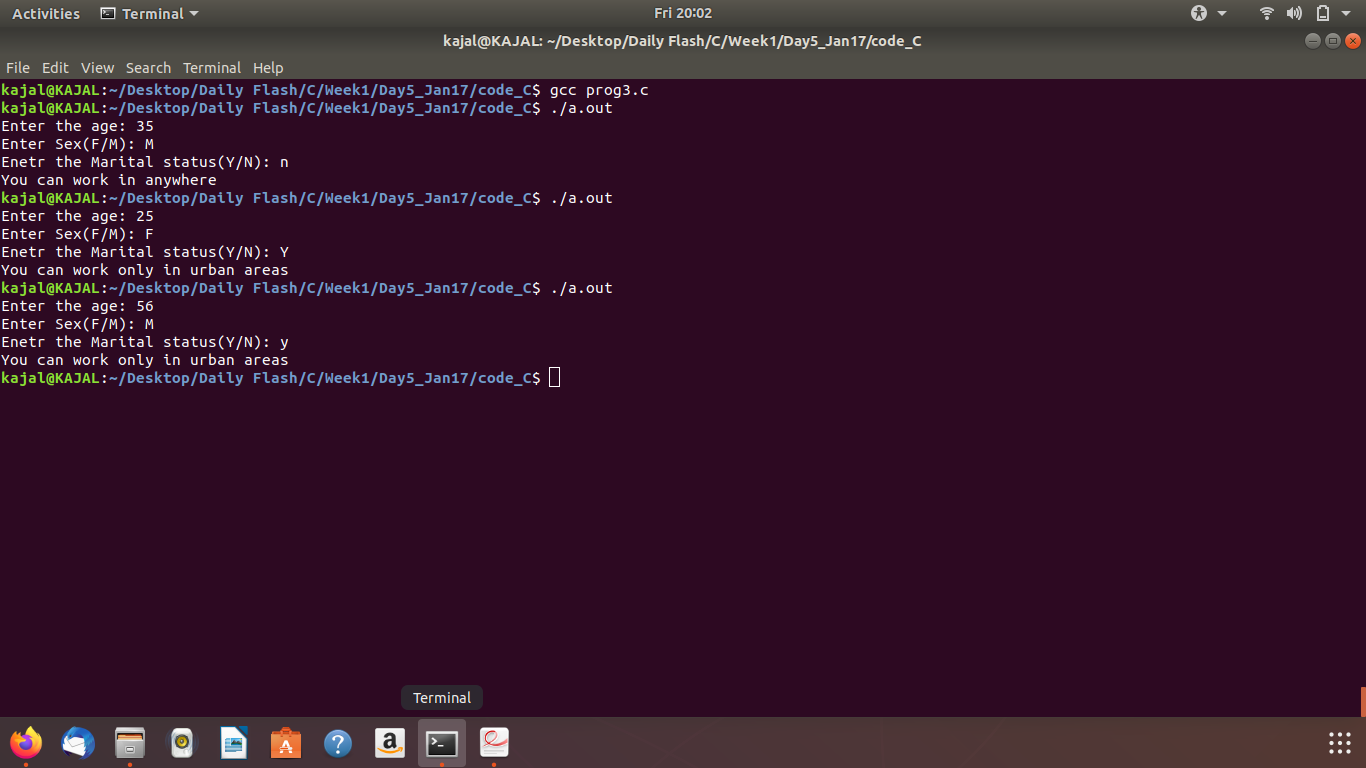 Activities Terminal Fri 20:02
kajal@KAJAL: ~/Desktop/Daily Flash/C/Week1/Day5_Jan17/code_C
File Edit View Search Terminal Help
kajal@KAJAL:~/Desktop/Daily Flash/C/Week1/Day5_Jan17/code_C$ gcc prog3.c
kajal@KAJAL:~/Desktop/Daily Flash/C/Week1/Day5_Jan17/code_C$ ./a.out
Enter the age: 35
Enter Sex(F/M): M
Enetr the Marital status(Y/N): n
You can work in anywhere
kajal@KAJAL:~/Desktop/Daily Flash/C/Week1/Day5_Jan17/code_C$ ./a.out
Enter the age: 25
Enter Sex(F/M): F
Enetr the Marital status(Y/N): Y
You can work only in urban areas
kajal@KAJAL:~/Desktop/Daily Flash/C/Week1/Day5_Jan17/code_C$ ./a.out
Enter the age: 56
Enter Sex(F/M): M
Enetr the Marital status(Y/N): y
You can work only in urban areas
kajal@KAJAL:~/Desktop/Daily Flash/C/Week1/Day5_Jan17/code_C$
Terminal